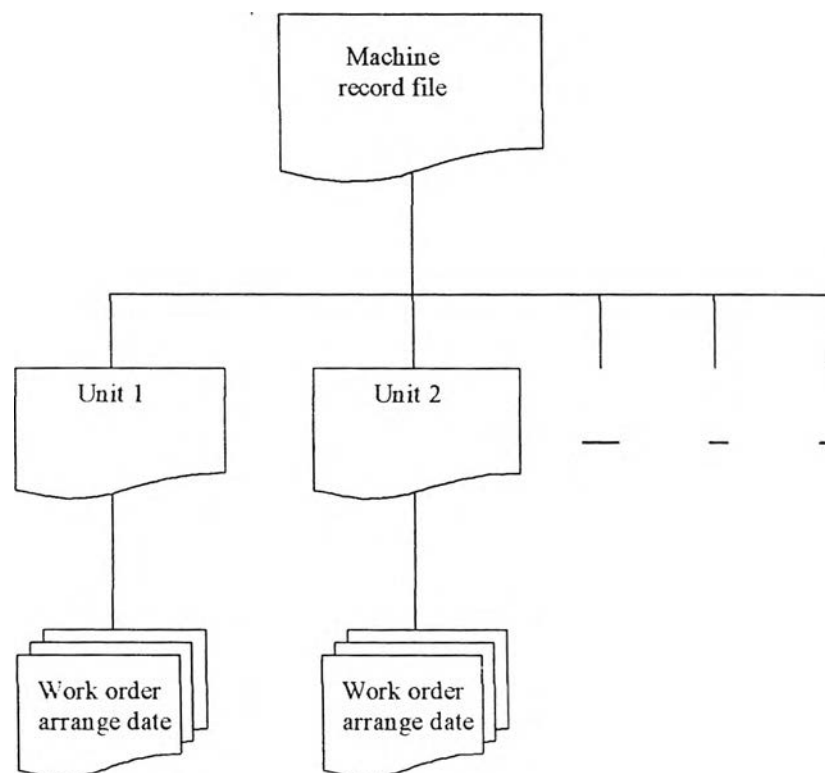 Machine
record file
Unit 1
Unit 2
Work order
arrange date
Work order
arrange date